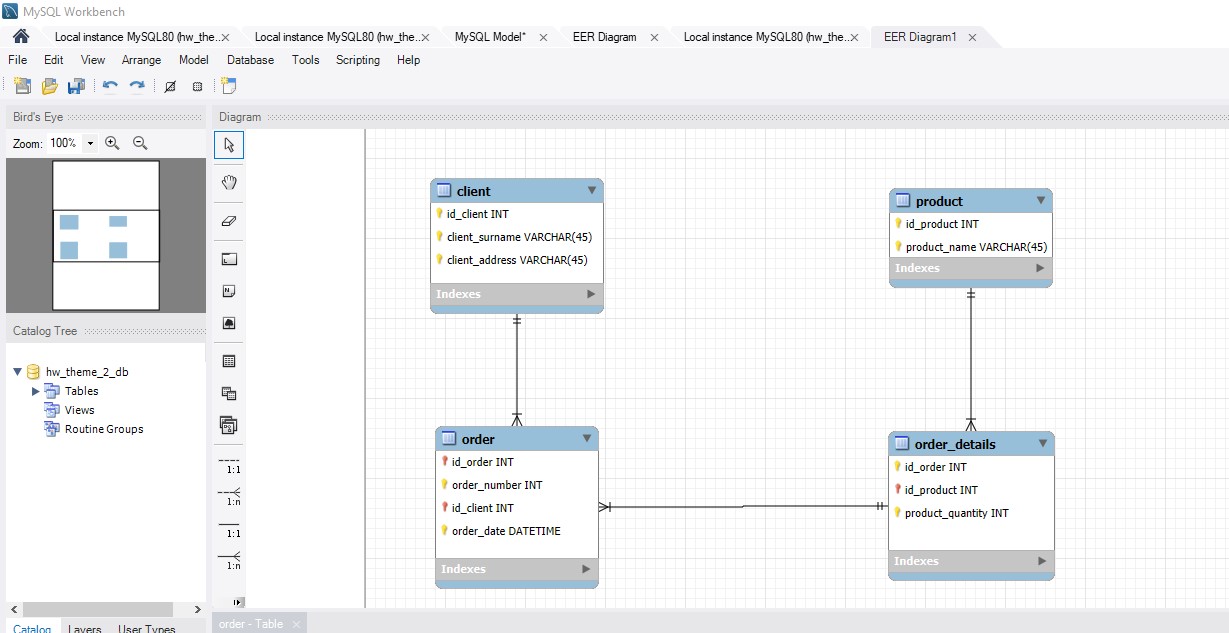 MySQL Workbench
Local instance MySQL80 (hw_the...
Local instance MySQL80 (hw_the...
MySQL Model*
EER Diagram
Local instance MySQL80 (hw_the...
EER Diagram1
File Edit View Arrange Model Database Tools Scripting Help
Bird's Eye
Zoom: 100%
Catalog Tree
hw_theme_2_db
Tables
Views
Routine Groups
Catalog Layers User Types
Diagram
1:1
1:n
1:1
1:n
client
id_client INT
client_surname VARCHAR(45)
client_address VARCHAR(45)
Indexes
product
id_product INT
product_name VARCHAR(45)
Indexes
order
id_order INT
order_number INT
id_client INT
order_date DATETIME
Indexes
order_details
id_order INT
id_product INT
product_quantity INT
Indexes
order - Table